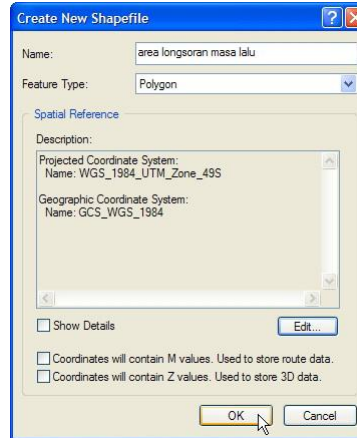 Create New Shapefile
Name:
area longsoran masa lalu
Feature Type:
Polygon
Spatial Reference
Description:
Projected Coordinate System:
Name: WGS_1984_UTM_Zone_49S
Geographic Coordinate System:
Name: GCS_WGS_1984
Show Details
Edit...
Coordinates will contain M values. Used to store route data.
Coordinates will contain Z values. Used to store 3D data.
OK
Cancel